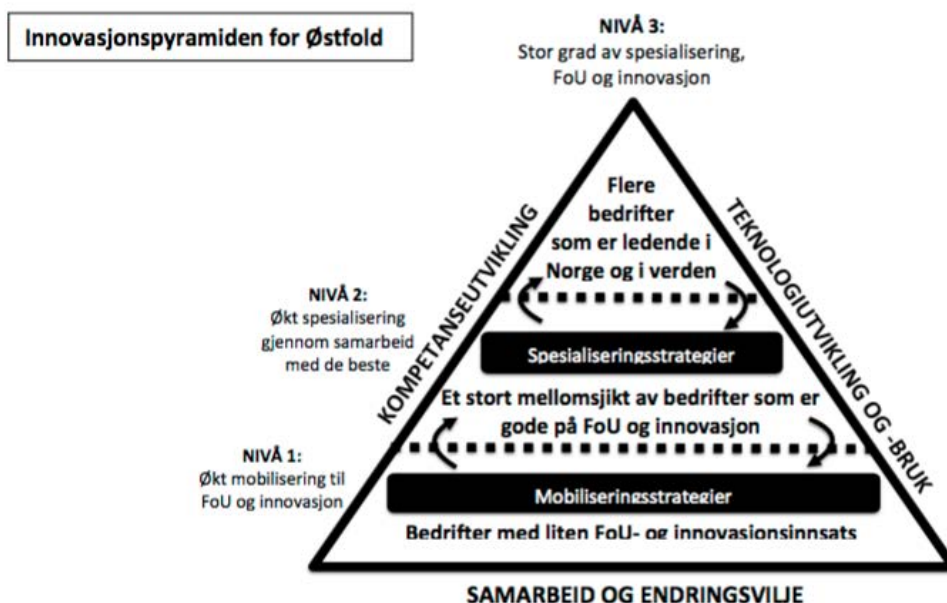 Innovasjonspyramiden for Østfold
NIVÅ 3:
Stor grad av spesialisering,
FoU og innovasjon
Flere
bedrifter
som er ledende i
Norge og i verden
KOMPETANSEUTVIKLING
TEKNOLOGIUTVIKLING OG -BRUK
NIVÅ 2:
Økt spesialisering
gjennom samarbeid
med de beste
Spesialiseringsstrategier
Et stort mellomsjikt av bedrifter som er
gode på FoU og innovasjon
NIVÅ 1:
Økt mobilisering til
FoU og innovasjon
Mobiliseringsstrategier
Bedrifter med liten FoU- og innovasjonsinnsats
SAMARBEID OG ENDRINGSVILJE